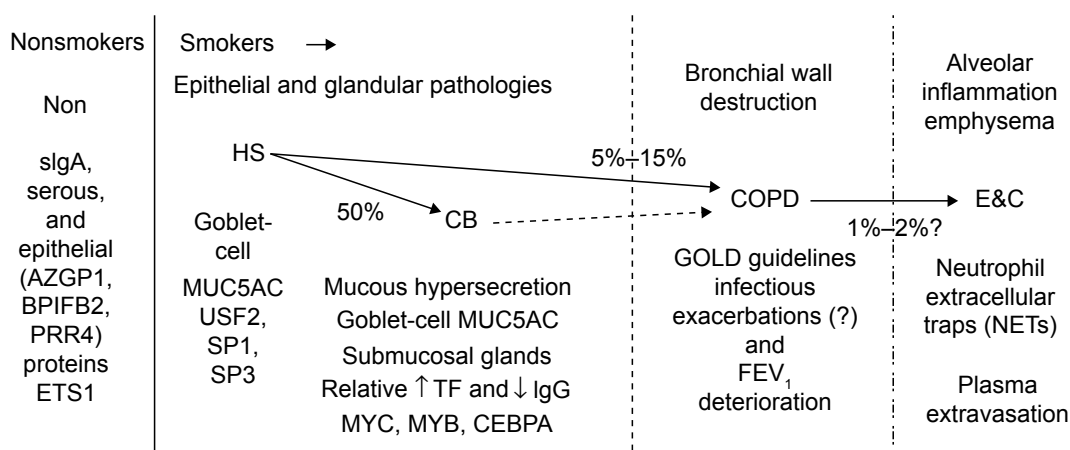 Nonsmokers
Non
sIgA,
serous,
and
epithelial
(AZGP1,
BPIFB2,
PRR4)
proteins
ETS1
Smokers →
Epithelial and glandular pathologies
HS
50%
CB
5%–15%
Goblet-
cell
MUC5AC
USF2,
SP1,
SP3
Mucous hypersecretion
Goblet-cell MUC5AC
Submucosal glands
Relative ↑ TF and ↓ IgG
MYC, MYB, CEBPA
Bronchial wall
destruction
COPD
1%–2%?
GOLD guidelines
infectious
exacerbations (?)
and
FEV₁
deterioration
Alveolar
inflammation
emphysema
E&C
Neutrophil
extracellular
traps (NETs)
Plasma
extravasation